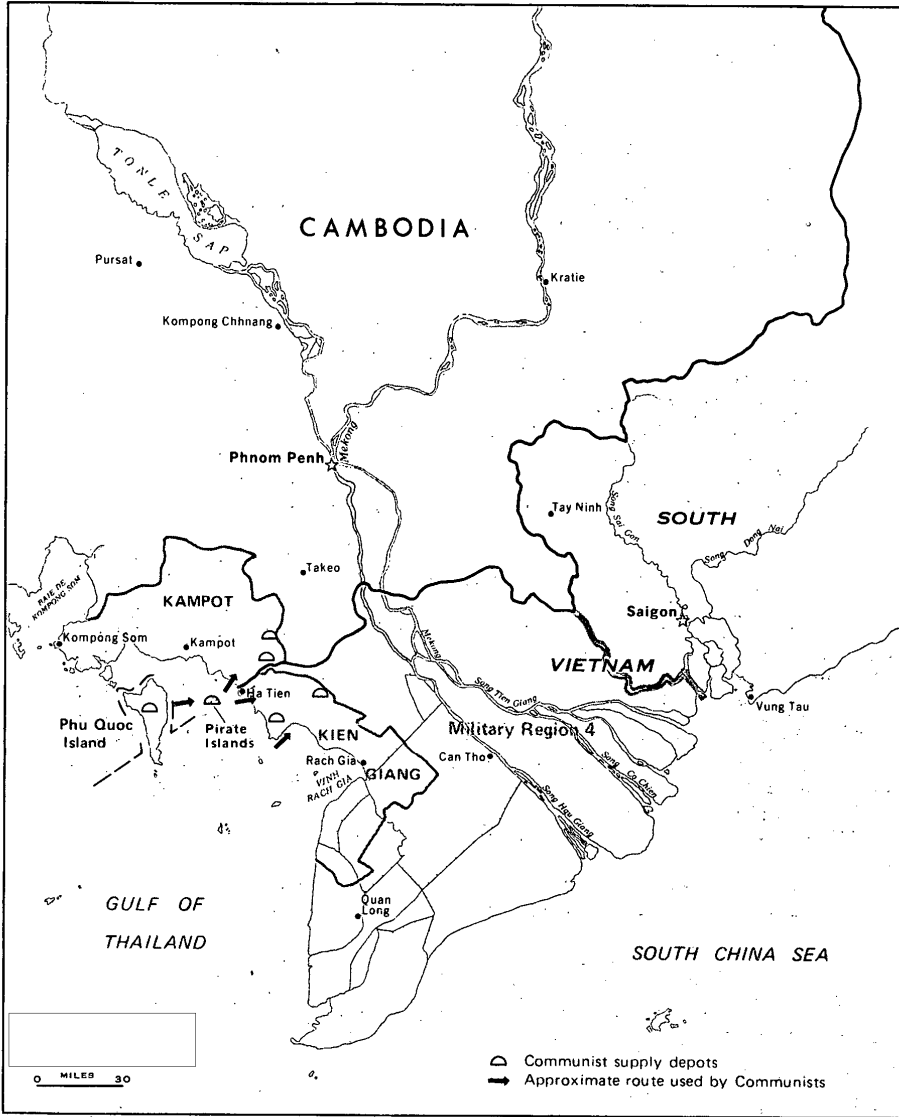 TONLE
SAP
CAMBODIA
Pursat
Kratie
Kompong Chhnang
Mekong
Phnom Penh
Tay Ninh
Song Sai Gon
SOUTH
Song Dong Nai
Takeo
BAIE DE
KOMPONG SOM
KAMPOT
Saigon
Kompong Som
Kampot
Mekong
VIETNAM
Ha Tien
Song Tien Giang
Vung Tau
Phu Quoc
Island
Pirate
Islands
KIEN
GIANG
Military Region 4
Rach Gia
VINH
RACH GIA
Can Tho
Song Co Chien
Song Hau Giang
Quan
Long
GULF OF
THAILAND
SOUTH CHINA SEA
Communist supply depots
Approximate route used by Communists
0 MILES 30